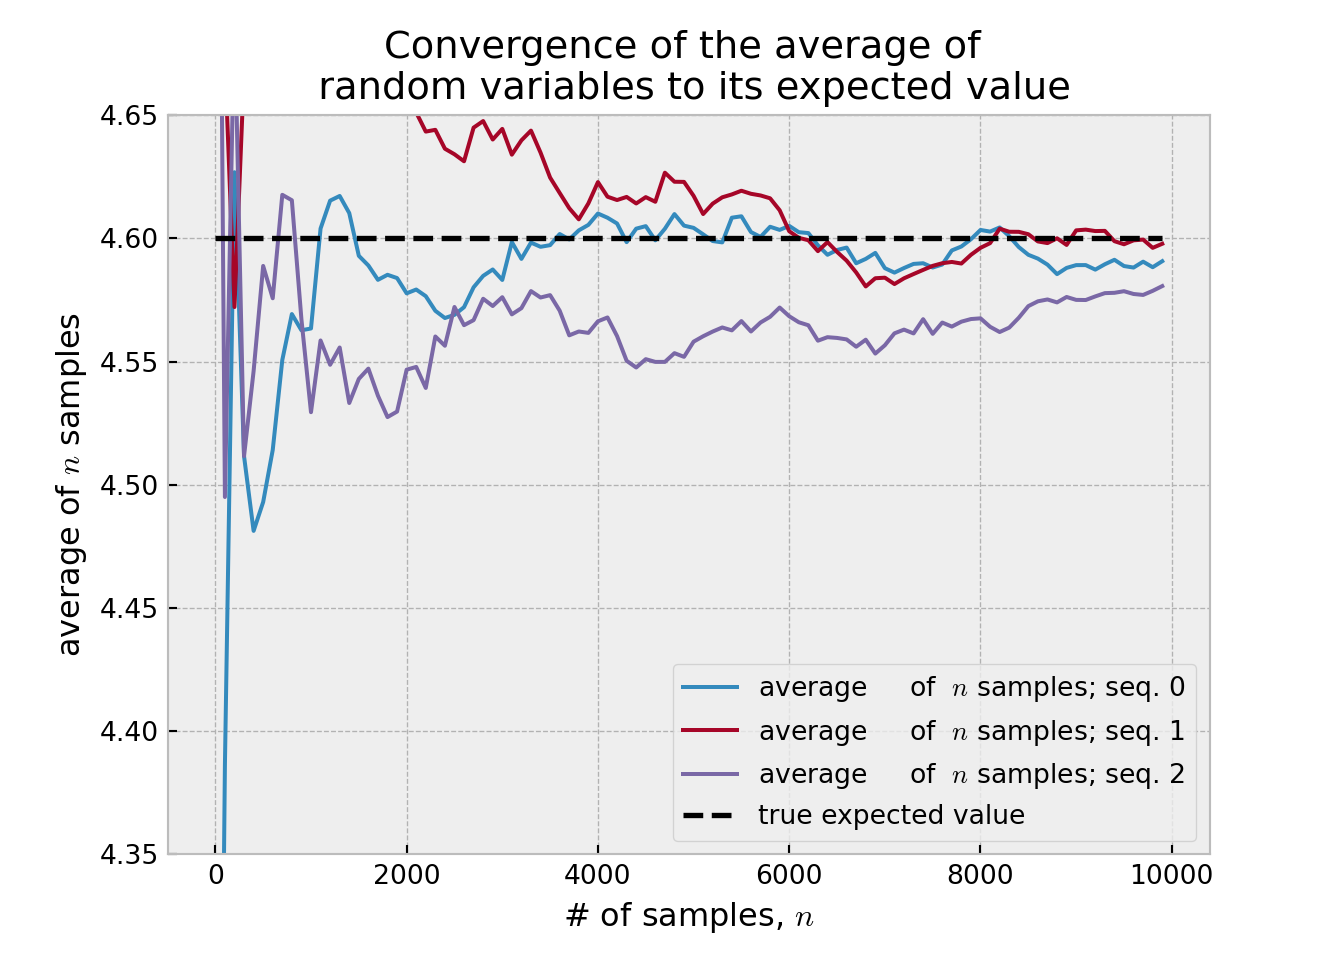 Convergence of the average of
random variables to its expected value
average of n samples
4.65
4.60
4.55
4.50
4.45
4.40
4.35
0 2000 4000 6000 8000 10000
# of samples, n
average of n samples; seq. 0
average of n samples; seq. 1
average of n samples; seq. 2
true expected value